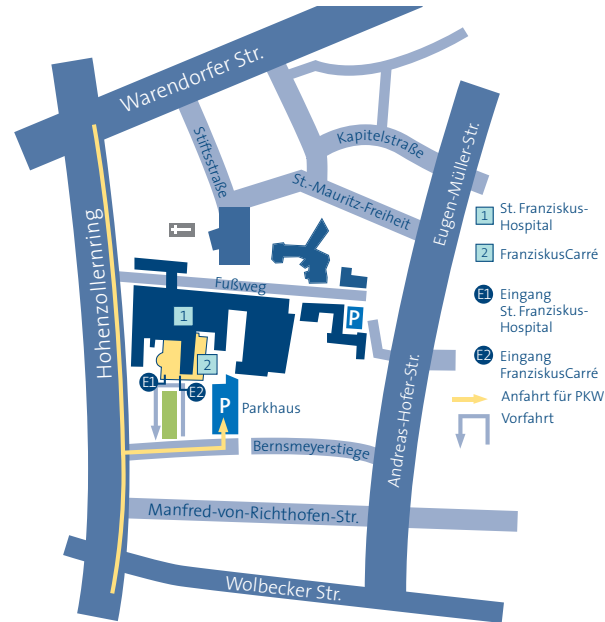 Warendorfer Str.
Stiftsstraße
Kapitelstraße
St.-Mauritz-Freiheit
Eugen-Müller-Str.
Hohenzollernring
Fußweg
P
1
2
E1
E2
P
Parkhaus
Bernsmeyerstiege
Andreas-Hofer-Str.
Manfred-von-Richthofen-Str.
Wolbecker Str.
1 St. Franziskus-
Hospital
2 FranziskusCarré
E1 Eingang
St. Franziskus-
Hospital
E2 Eingang
FranziskusCarré
Anfahrt für PKW
Vorfahrt